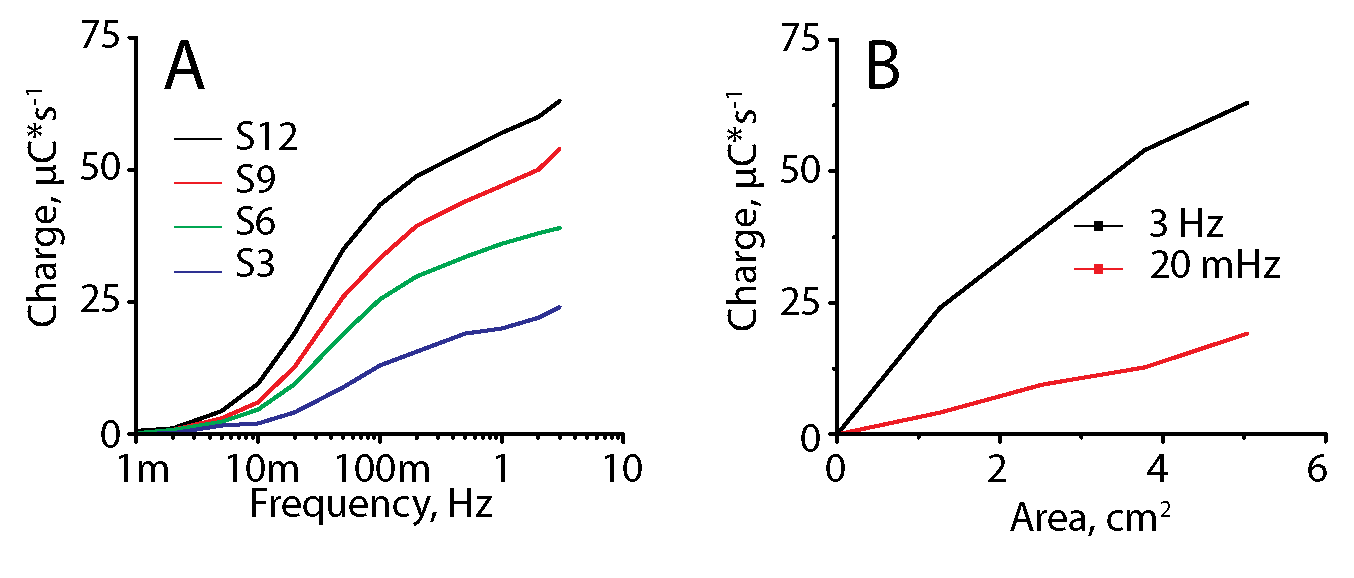 A
75
50
25
0
Charge, µC*s⁻¹
S12
S9
S6
S3
1m 10m 100m 1 10
Frequency, Hz
B
75
50
25
0
Charge, µC*s⁻¹
3 Hz
20 mHz
0 2 4 6
Area, cm²